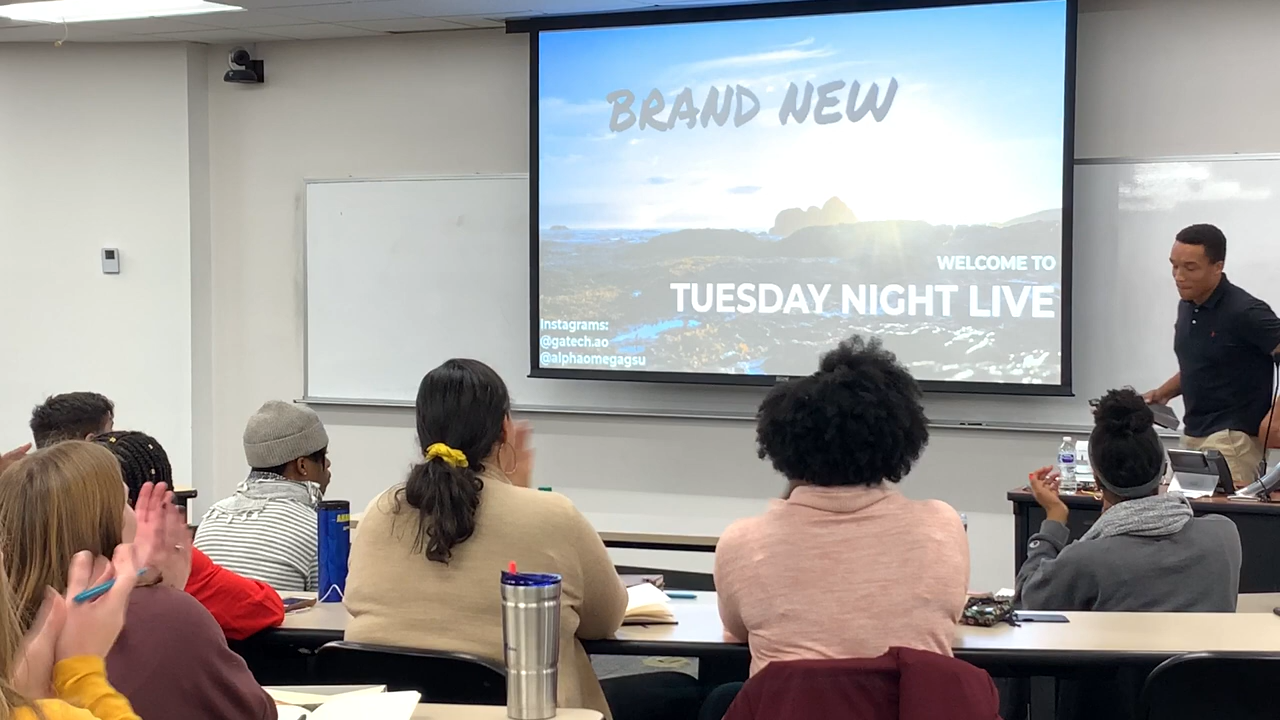 BRAND NEW
WELCOME TO
TUESDAY NIGHT LIVE
Instagrams:
@gatech.ao
@alphaomegagsu